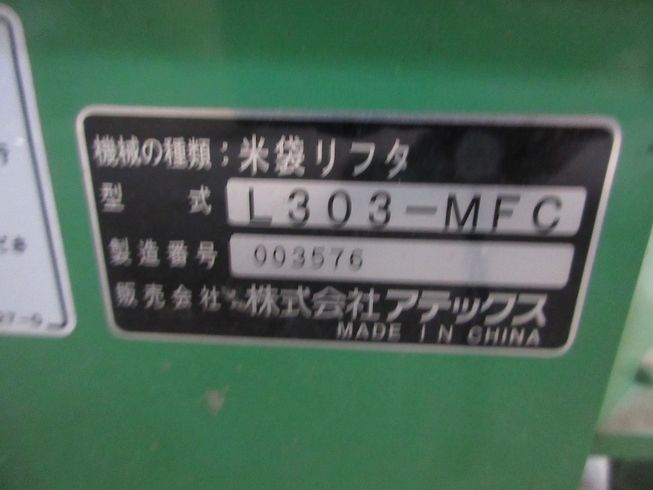 機械の種類：米袋リフタ
型 式 L303-MFC
製造番号 003576
販売会社 株式会社アテックス
MADE IN CHINA